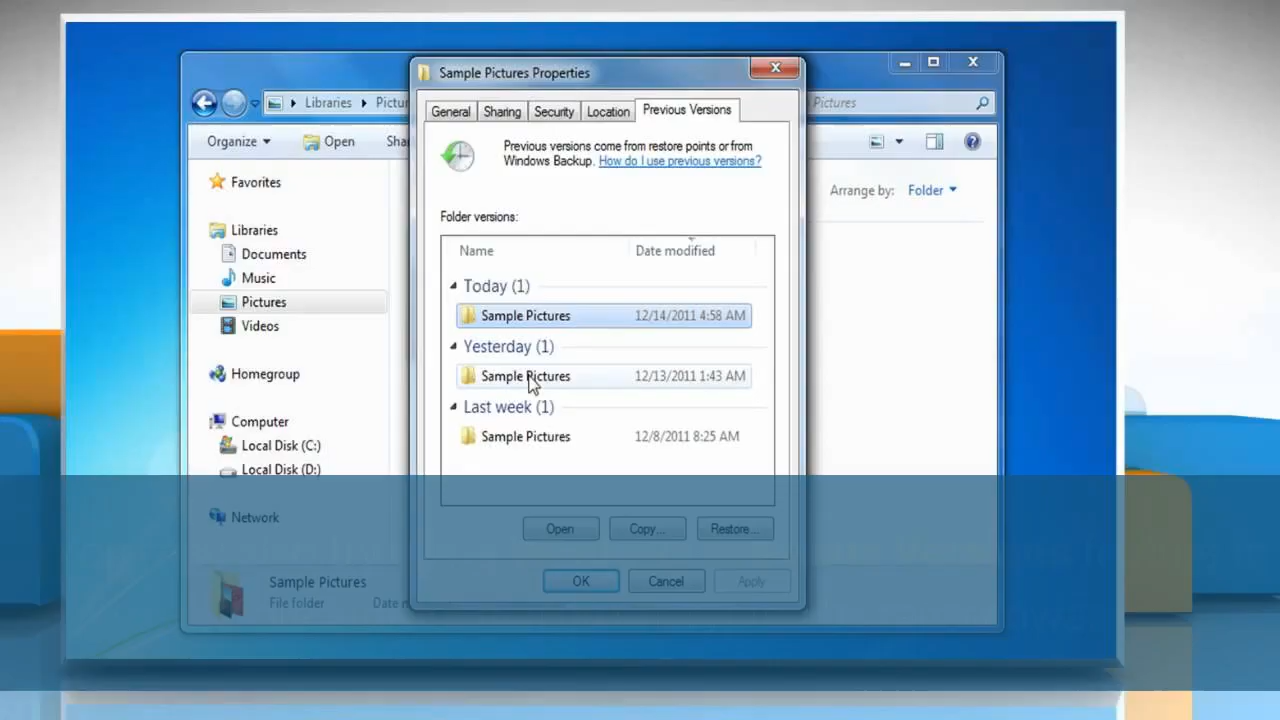 Sample Pictures Properties
Libraries
Pictures
General
Sharing
Security
Location
Previous Versions
Organize
Open
Arrange by:
Folder
Previous versions come from restore points or from
Windows Backup. How do I use previous versions?
Favorites
Libraries
Documents
Music
Pictures
Videos
Homegroup
Computer
Local Disk (C:)
Local Disk (D:)
Network
Folder versions:
Name
Date modified
Today (1)
Sample Pictures 12/14/2011 4:58 AM
Yesterday (1)
Sample Pictures 12/13/2011 1:43 AM
Last week (1)
Sample Pictures 12/8/2011 8:25 AM
Open
Copy...
Restore...
OK
Cancel
Apply
Sample Pictures
File folder